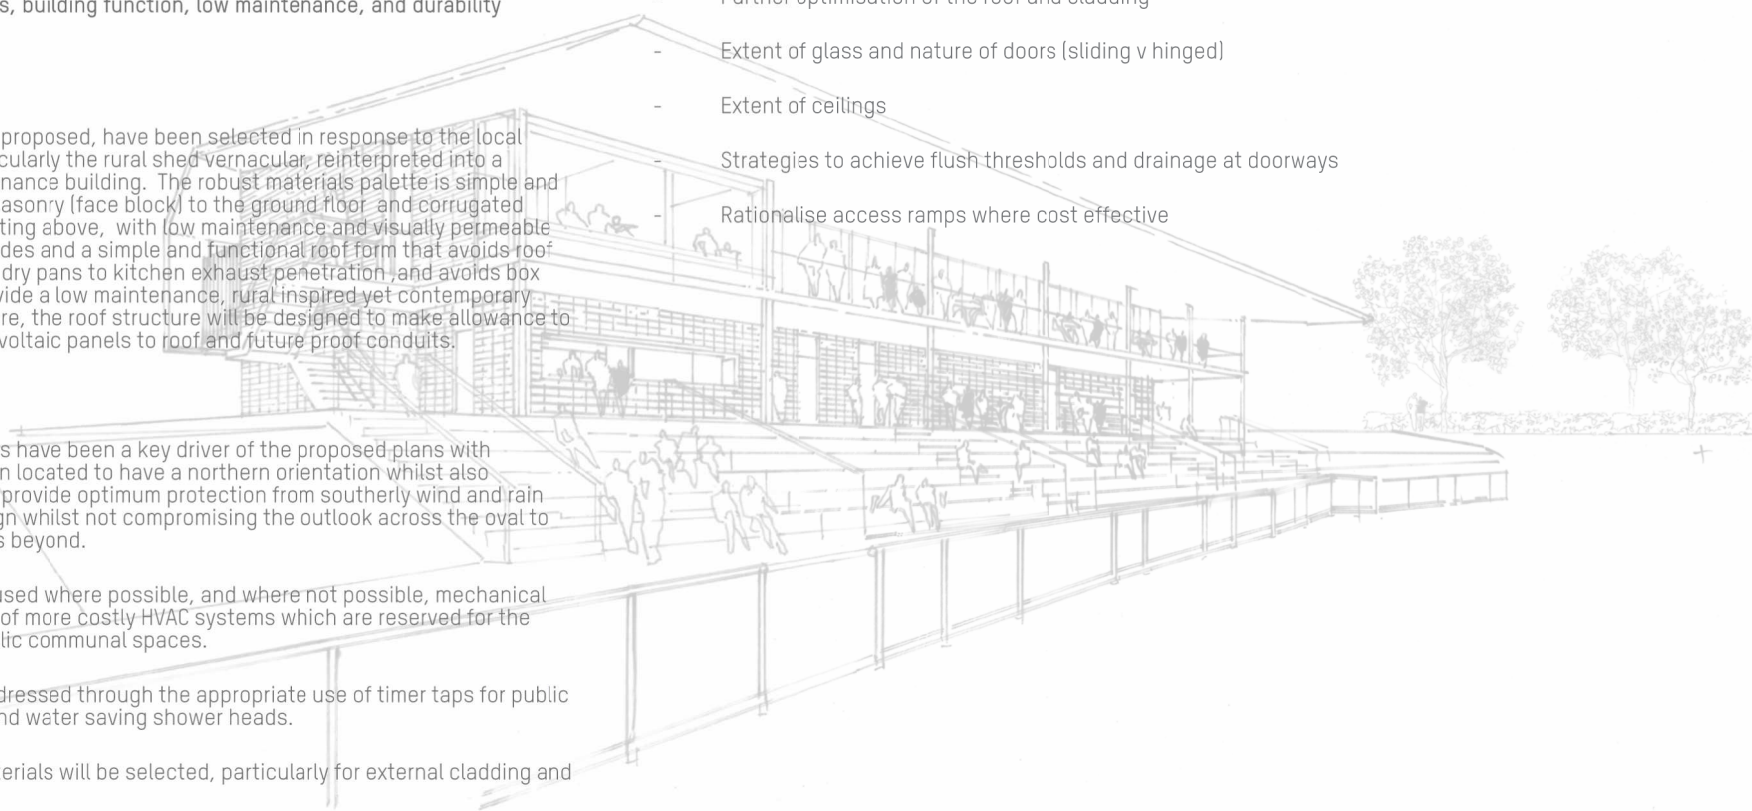 s, building function, low maintenance, and durability
proposed, have been selected in response to the local
cularly the rural shed vernacular, reinterpreted into a
nance building. The robust materials palette is simple and
asonry (face block) to the ground floor and corrugated
ting above, with low maintenance and visually permeable
des and a simple and functional roof form that avoids roof
dry pans to kitchen exhaust penetration ,and avoids box
vide a low maintenance, rural inspired yet contemporary
re, the roof structure will be designed to make allowance to
voltaic panels to roof and future proof conduits.
s have been a key driver of the proposed plans with
n located to have a northern orientation whilst also
provide optimum protection from southerly wind and rain
gn whilst not compromising the outlook across the oval to
s beyond.
used where possible, and where not possible, mechanical
of more costly HVAC systems which are reserved for the
lic communal spaces.
dressed through the appropriate use of timer taps for public
nd water saving shower heads.
terials will be selected, particularly for external cladding and
Further optimisation of the roof and cladding
- Extent of glass and nature of doors (sliding v hinged)
- Extent of ceilings
- Strategies to achieve flush thresholds and drainage at doorways
- Rationalise access ramps where cost effective